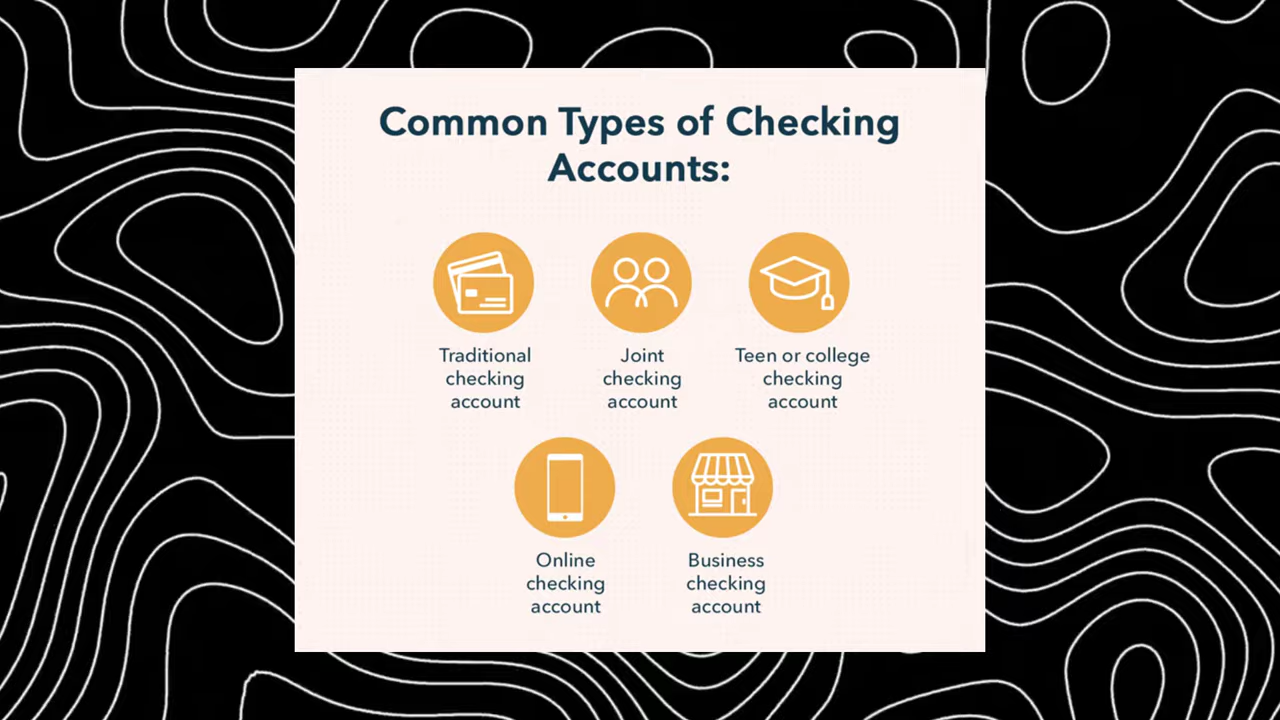 Common Types of Checking
Accounts:
Traditional
checking
account
Joint
checking
account
Teen or college
checking
account
Online
checking
account
Business
checking
account